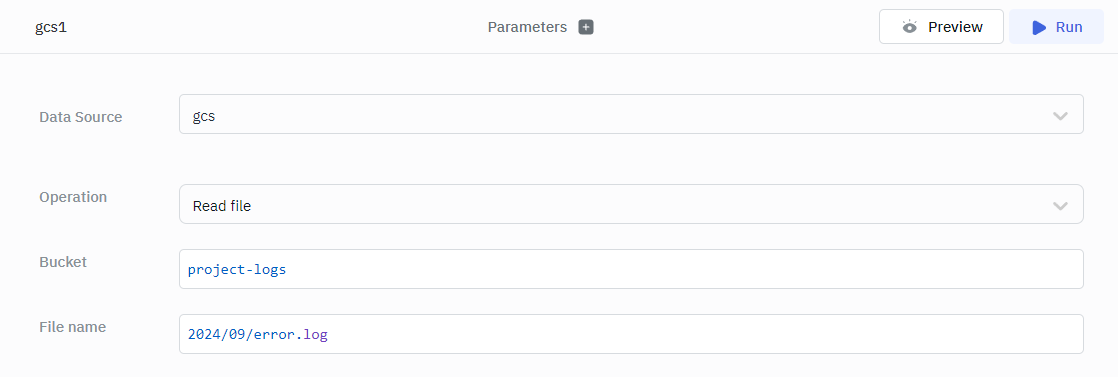 gcs1
Parameters +
Preview
Run
Data Source
gcs
Operation
Read file
Bucket
project-logs
File name
2024/09/error.log